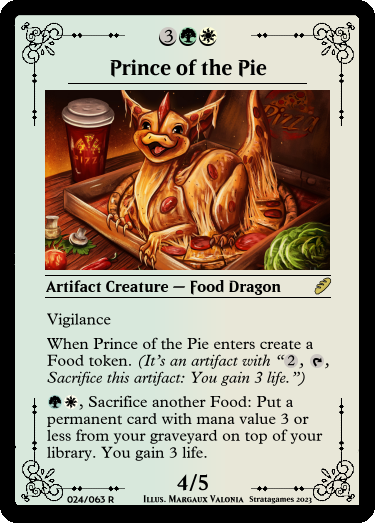 3
Prince of the Pie
PIZZA
Artifact Creature — Food Dragon
Vigilance
When Prince of the Pie enters create a
Food token. (It's an artifact with “2, ,
Sacrifice this artifact: You gain 3 life.”)
, Sacrifice another Food: Put a
permanent card with mana value 3 or
less from your graveyard on top of your
library. You gain 3 life.
4/5
024/063 R Illus. Margaux Valonia Stratagames 2023